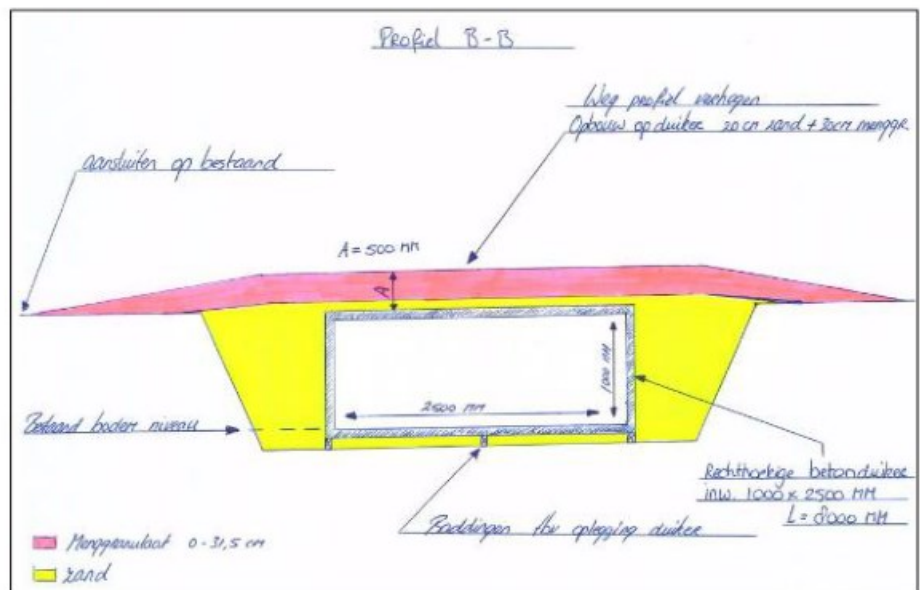 Profiel B-B
Weg profiel verhogen
Opbouw op duiker 20 cm zand + 30cm menggr.
aansluiten op bestaand
A = 500 MM
A
1000 MM
2500 MM
Bestaand bodem niveau
Rechthoekige betonduiker
inw. 1000 x 2500 MM
L = 8000 MM
Baddingen tbv oplegging duiker
Menggranulaat 0-31,5 cm
zand